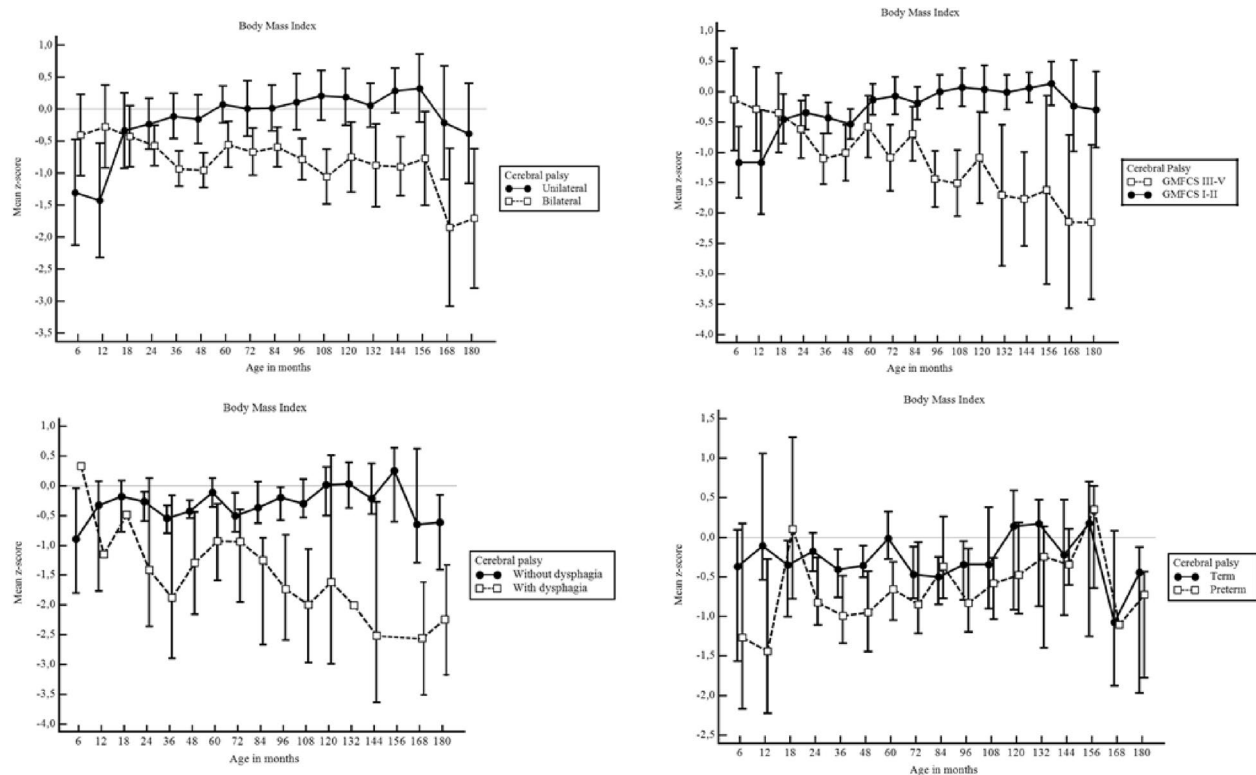 Body Mass Index
1,0
0,5
0,0
-0,5
-1,0
-1,5
-2,0
-2,5
-3,0
-3,5
Mean z-score
6 12 18 24 36 48 60 72 84 96 108 120 132 144 156 168 180
Age in months
Cerebral palsy
Unilateral
Bilateral
Body Mass Index
1,0
0,5
0,0
-0,5
-1,0
-1,5
-2,0
-2,5
-3,0
-3,5
-4,0
Mean z-score
6 12 18 24 36 48 60 72 84 96 108 120 132 144 156 168 180
Age in months
Cerebral Palsy
GMFCS III-V
GMFCS I-II
Body Mass Index
1,0
0,5
0,0
-0,5
-1,0
-1,5
-2,0
-2,5
-3,0
-3,5
-4,0
Mean z-score
6 12 18 24 36 48 60 72 84 96 108 120 132 144 156 168 180
Age in months
Cerebral palsy
Without dysphagia
With dysphagia
Body Mass Index
1,5
1,0
0,5
0,0
-0,5
-1,0
-1,5
-2,0
-2,5
Mean z-score
6 12 18 24 36 48 60 72 84 96 108 120 132 144 156 168 180
Age in months
Cerebral palsy
Term
Preterm